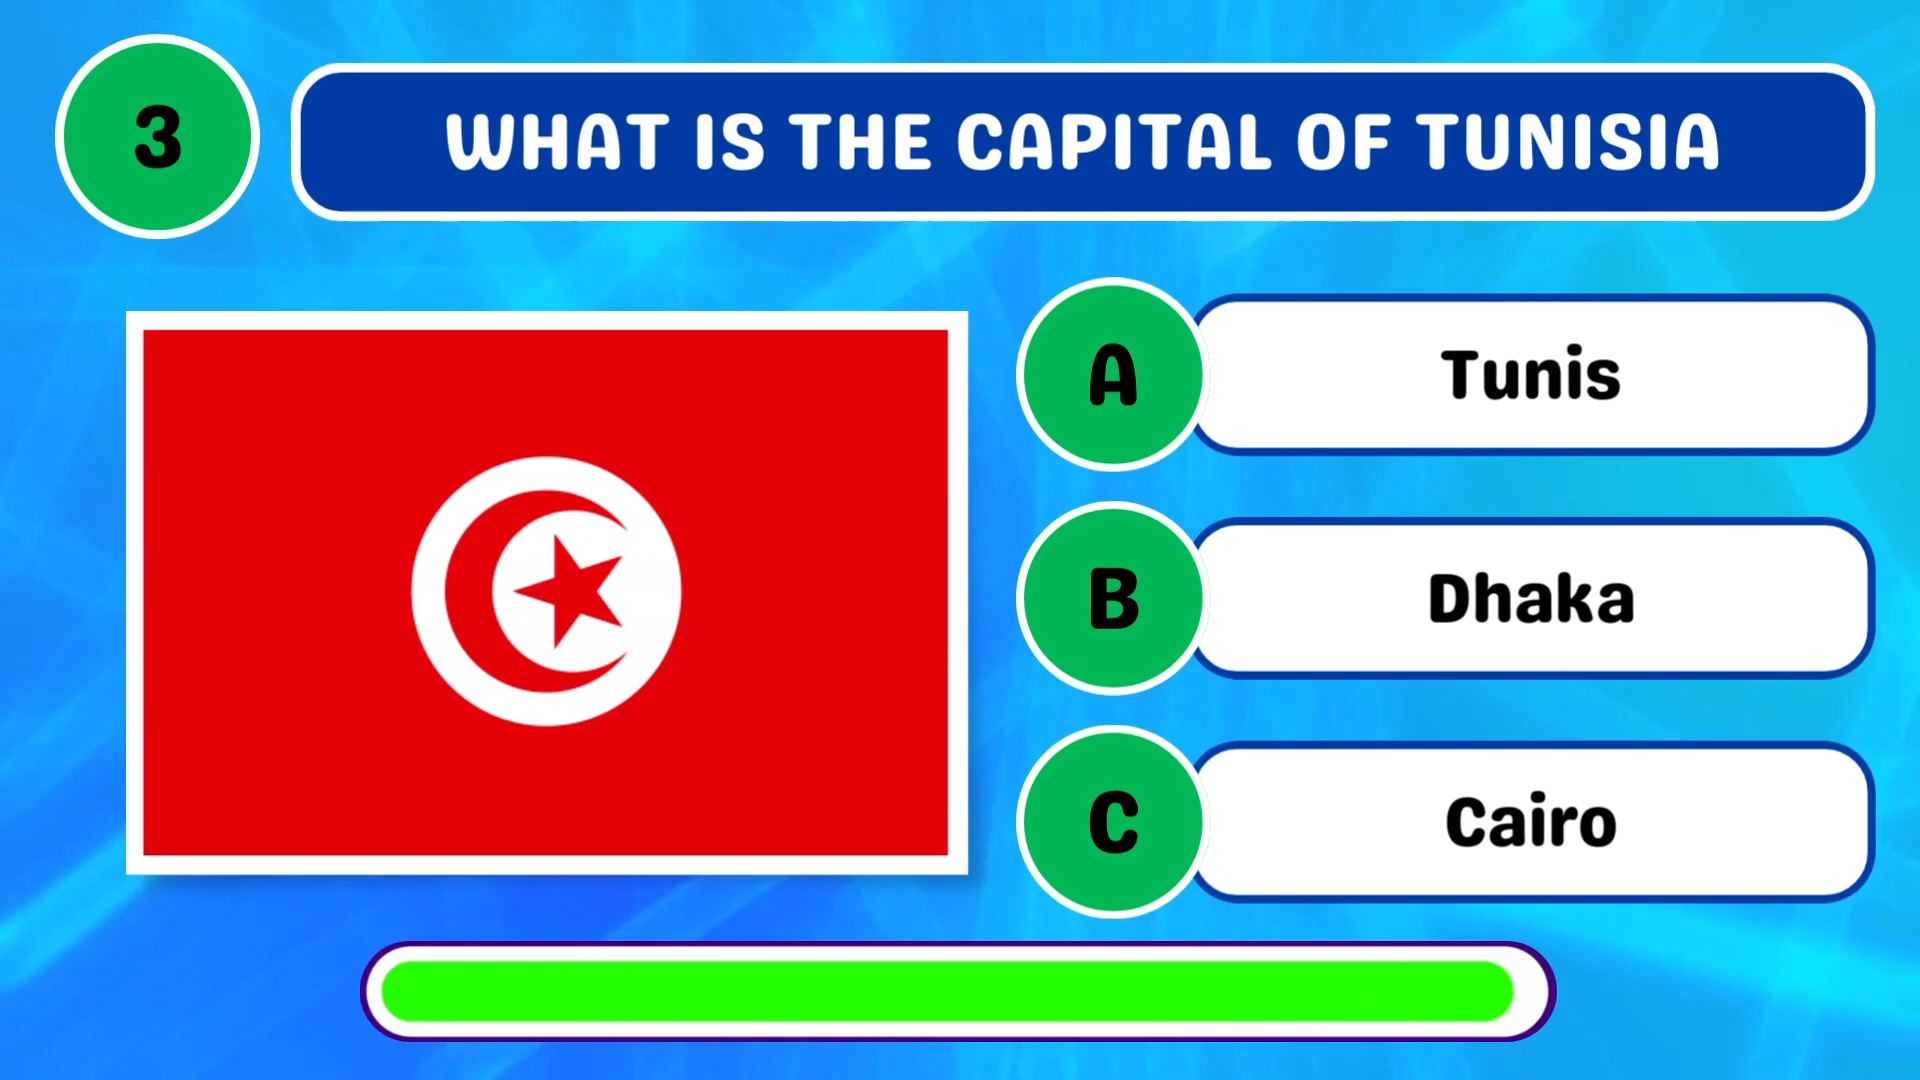 3
WHAT IS THE CAPITAL OF TUNISIA
A
Tunis
B
Dhaka
C
Cairo